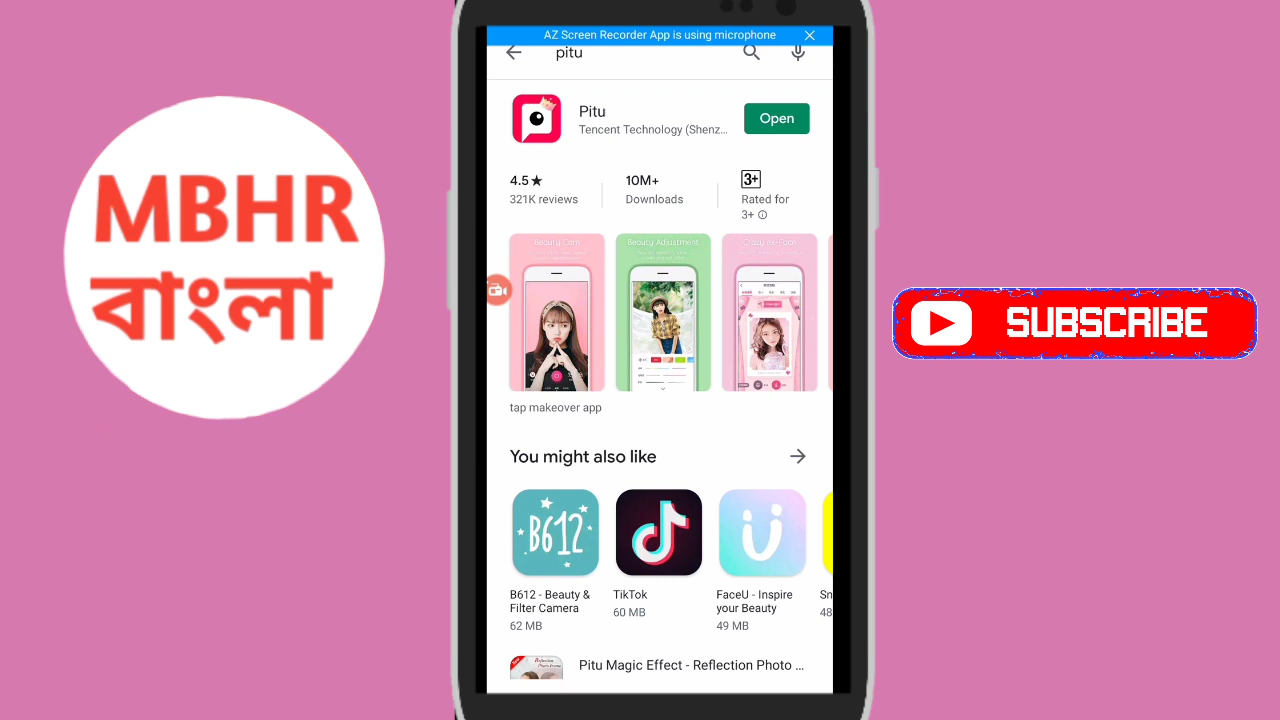 MBHR
বাংলা
AZ Screen Recorder App is using microphone
pitu
Pitu
Tencent Technology (Shenz...
Open
4.5★
321K reviews
10M+
Downloads
3+
Rated for
3+
Beauty Cam
Beauty Adjustment
tap makeover app
You might also like
B612
B612 - Beauty &
Filter Camera
62 MB
TikTok
60 MB
FaceU - Inspire
your Beauty
49 MB
Sn
48
Pitu Magic Effect - Reflection Photo ...
SUBSCRIBE